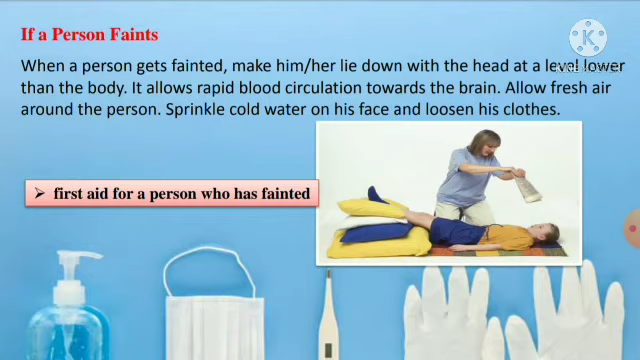 If a Person Faints
When a person gets fainted, make him/her lie down with the head at a level lower
than the body. It allows rapid blood circulation towards the brain. Allow fresh air
around the person. Sprinkle cold water on his face and loosen his clothes.
first aid for a person who has fainted